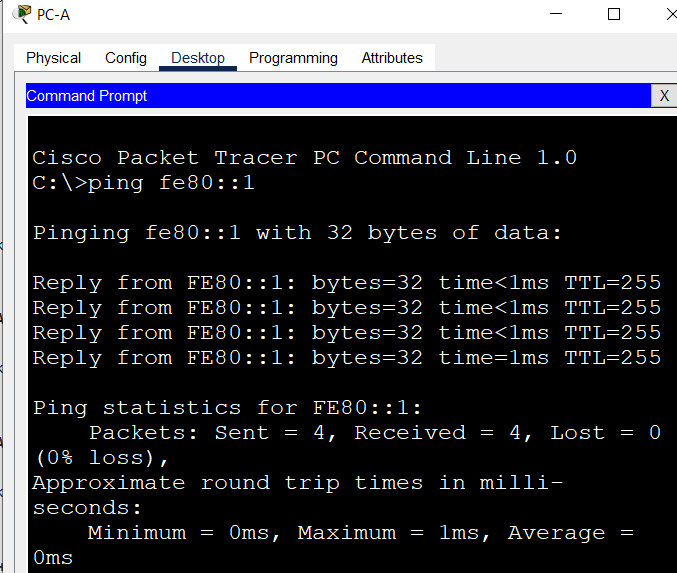 PC-A
Physical Config Desktop Programming Attributes
Command Prompt X
Cisco Packet Tracer PC Command Line 1.0
C:\>ping fe80::1
Pinging fe80::1 with 32 bytes of data:
Reply from FE80::1: bytes=32 time<1ms TTL=255
Reply from FE80::1: bytes=32 time<1ms TTL=255
Reply from FE80::1: bytes=32 time<1ms TTL=255
Reply from FE80::1: bytes=32 time=1ms TTL=255
Ping statistics for FE80::1:
Packets: Sent = 4, Received = 4, Lost = 0
(0% loss),
Approximate round trip times in milli-
seconds:
Minimum = 0ms, Maximum = 1ms, Average =
0ms